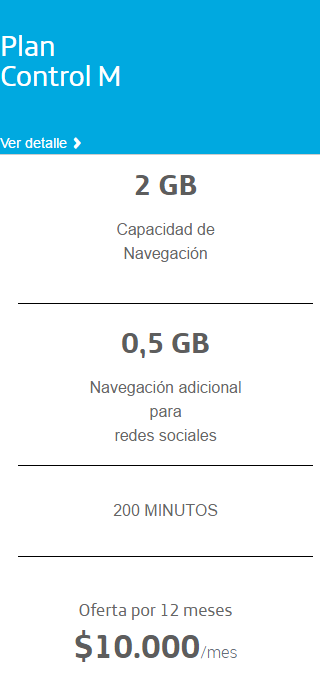 Plan
Control M
Ver detalle
2 GB
Capacidad de
Navegación
0,5 GB
Navegación adicional
para
redes sociales
200 MINUTOS
Oferta por 12 meses
$10.000/mes